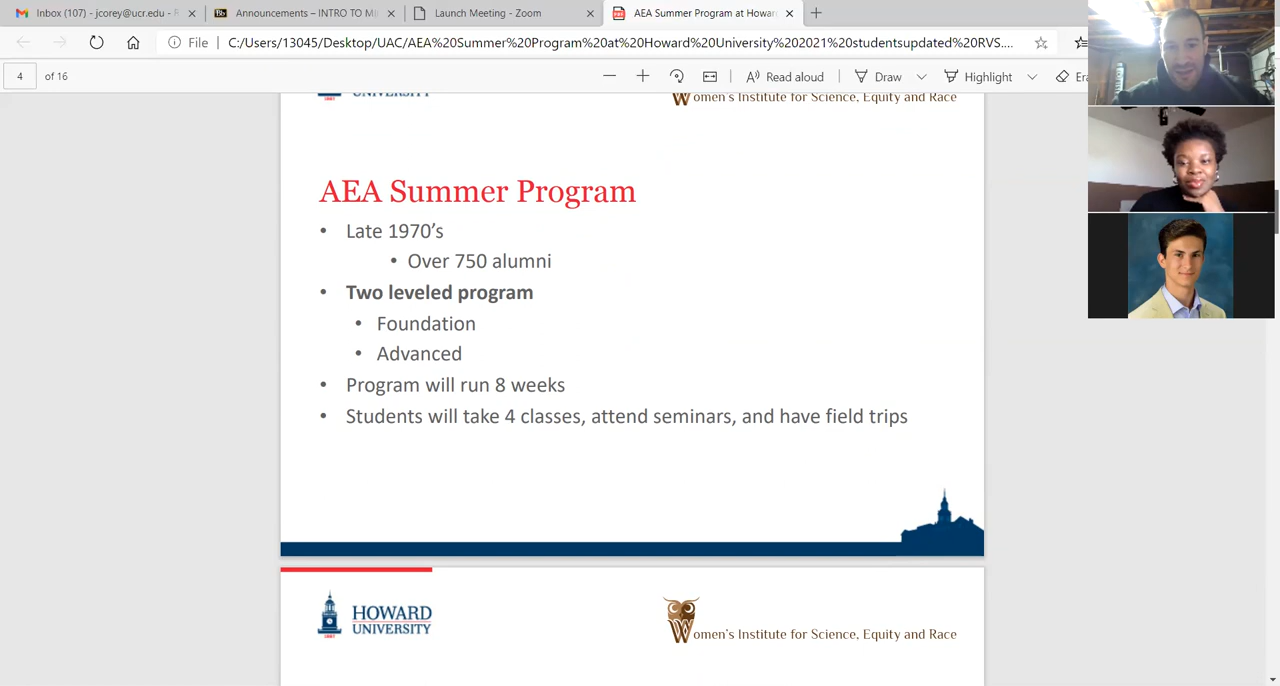 Inbox (107) - jcorey@ucr.edu -
Announcements – INTRO TO MI
Launch Meeting - Zoom
AEA Summer Program at Howar
File
C:/Users/13045/Desktop/UAC/AEA%20Summer%20Program%20at%20Howard%20University%202021%20studentsupdated%20RVS....
4 of 16
Read aloud
Draw
Highlight
UNIVERSITY
Women's Institute for Science, Equity and Race
AEA Summer Program
• Late 1970's
• Over 750 alumni
• Two leveled program
• Foundation
• Advanced
• Program will run 8 weeks
• Students will take 4 classes, attend seminars, and have field trips
HOWARD
UNIVERSITY
Women's Institute for Science, Equity and Race